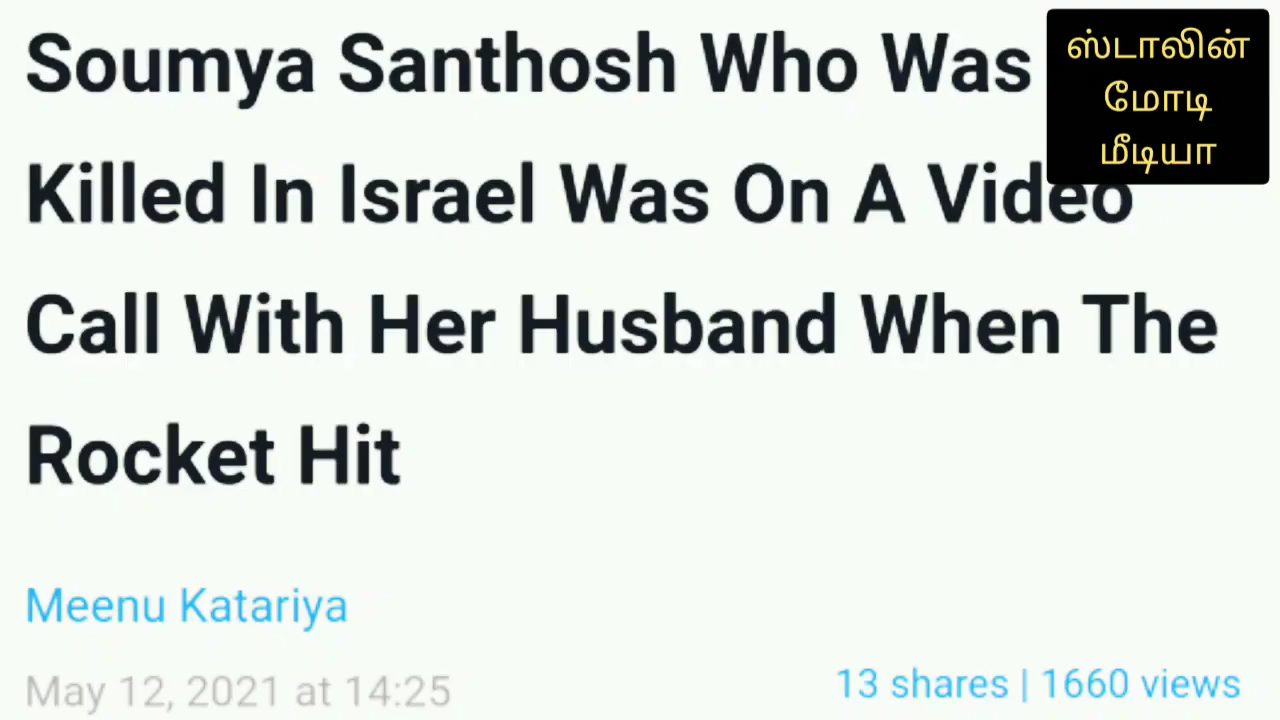 Soumya Santhosh Who Was
Killed In Israel Was On A Video
Call With Her Husband When The
Rocket Hit
ஸ்டாலின்
மோடி
மீடியா
Meenu Katariya
May 12, 2021 at 14:25
13 shares | 1660 views